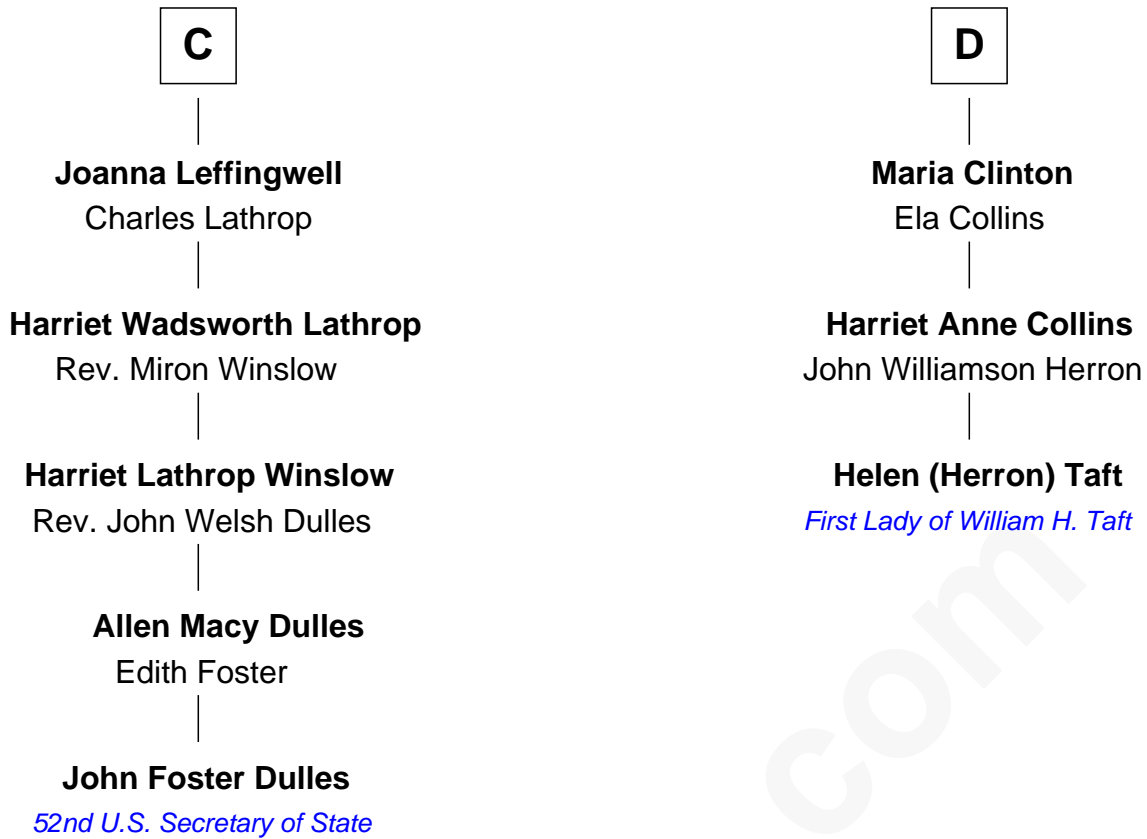 C
Joanna Leffingwell
Charles Lathrop
Harriet Wadsworth Lathrop
Rev. Miron Winslow
Harriet Lathrop Winslow
Rev. John Welsh Dulles
Allen Macy Dulles
Edith Foster
John Foster Dulles
52nd U.S. Secretary of State
D
Maria Clinton
Ela Collins
Harriet Anne Collins
John Williamson Herron
Helen (Herron) Taft
First Lady of William H. Taft
com